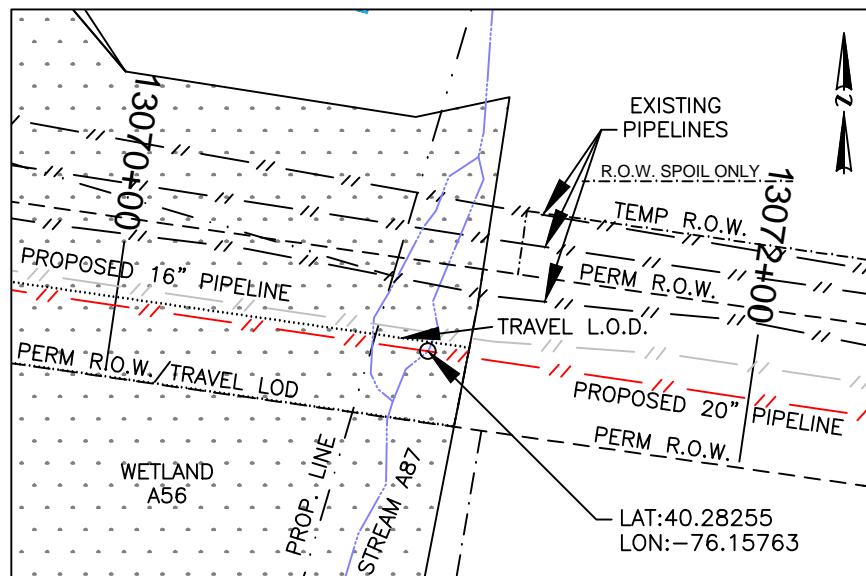 EXISTING
PIPELINES
R.O.W. SPOIL ONLY
13070+00
13072+00
TEMP R.O.W.
PROPOSED 16" PIPELINE
PERM R.O.W.
TRAVEL L.O.D.
PERM R.O.W./TRAVEL LOD
PROPOSED 20" PIPELINE
PERM R.O.W.
WETLAND
A56
PROP. LINE
STREAM A87
LAT:40.28255
LON:-76.15763
N